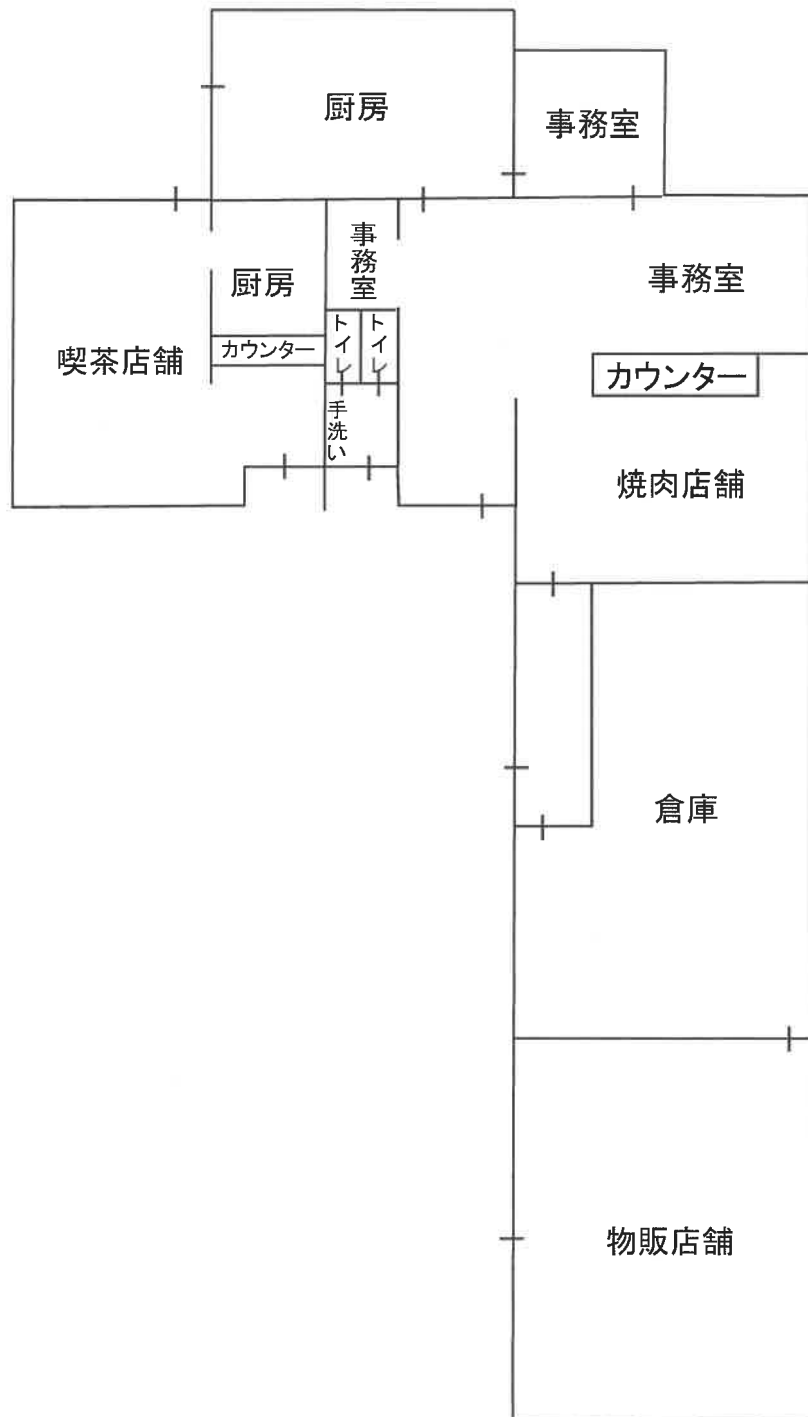 厨房
事務室
事務室
厨房
事務室
喫茶店舗
カウンター
トイレ
トイレ
カウンター
手洗い
焼肉店舗
倉庫
物販店舗